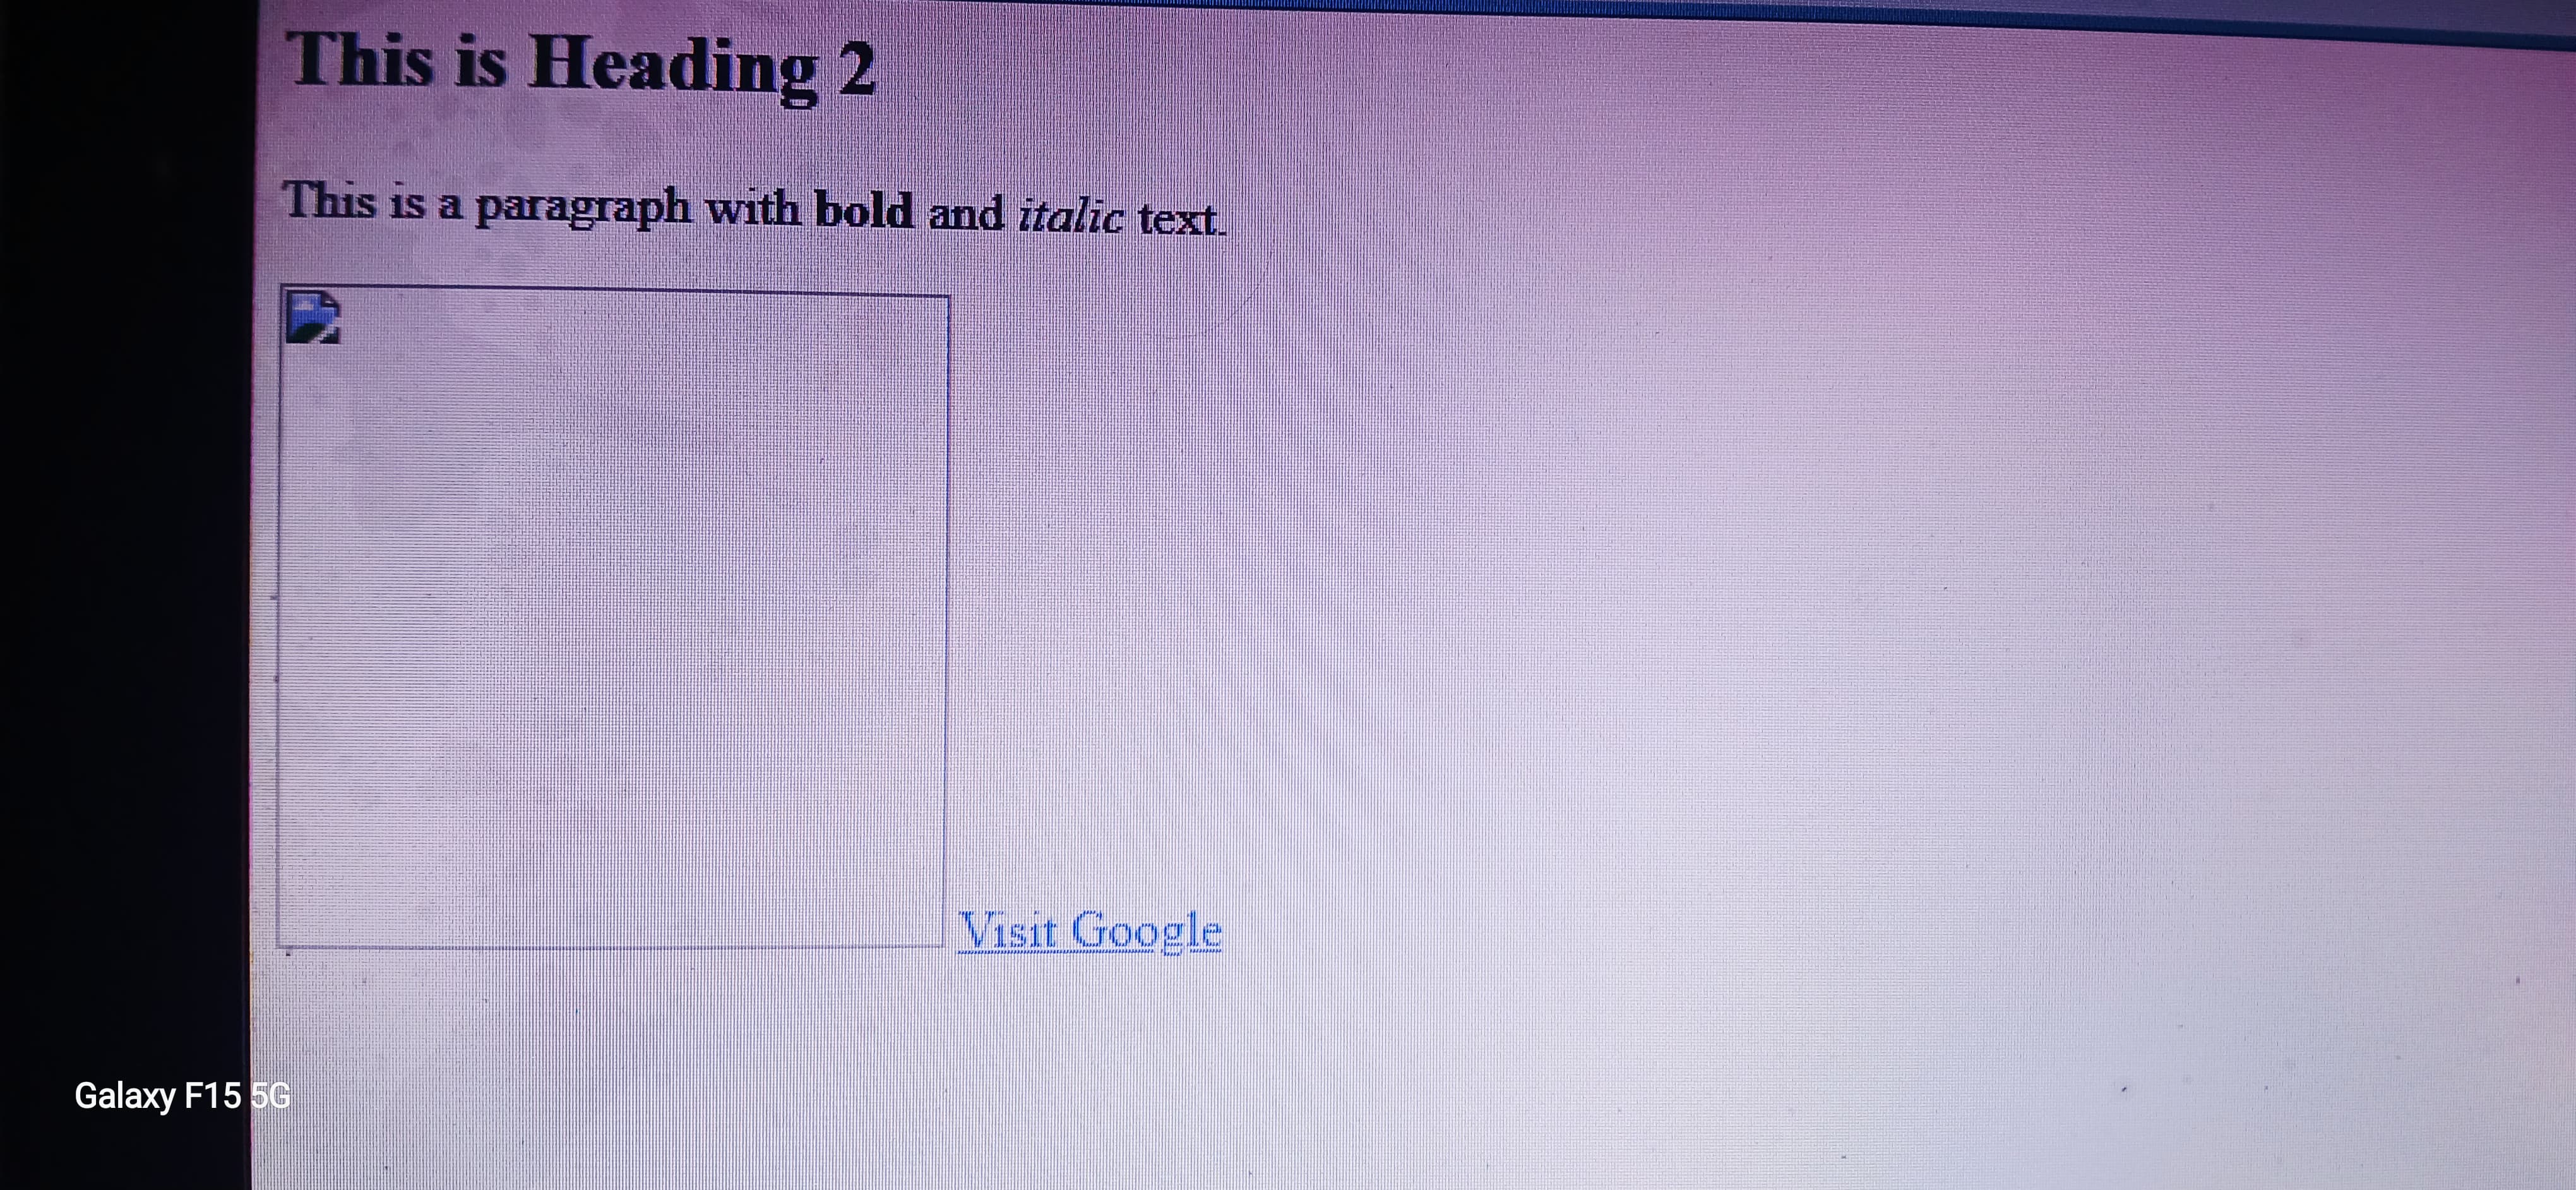 This is Heading 2
This is a paragraph with bold and italic text.
Visit Google
Galaxy F15 5G